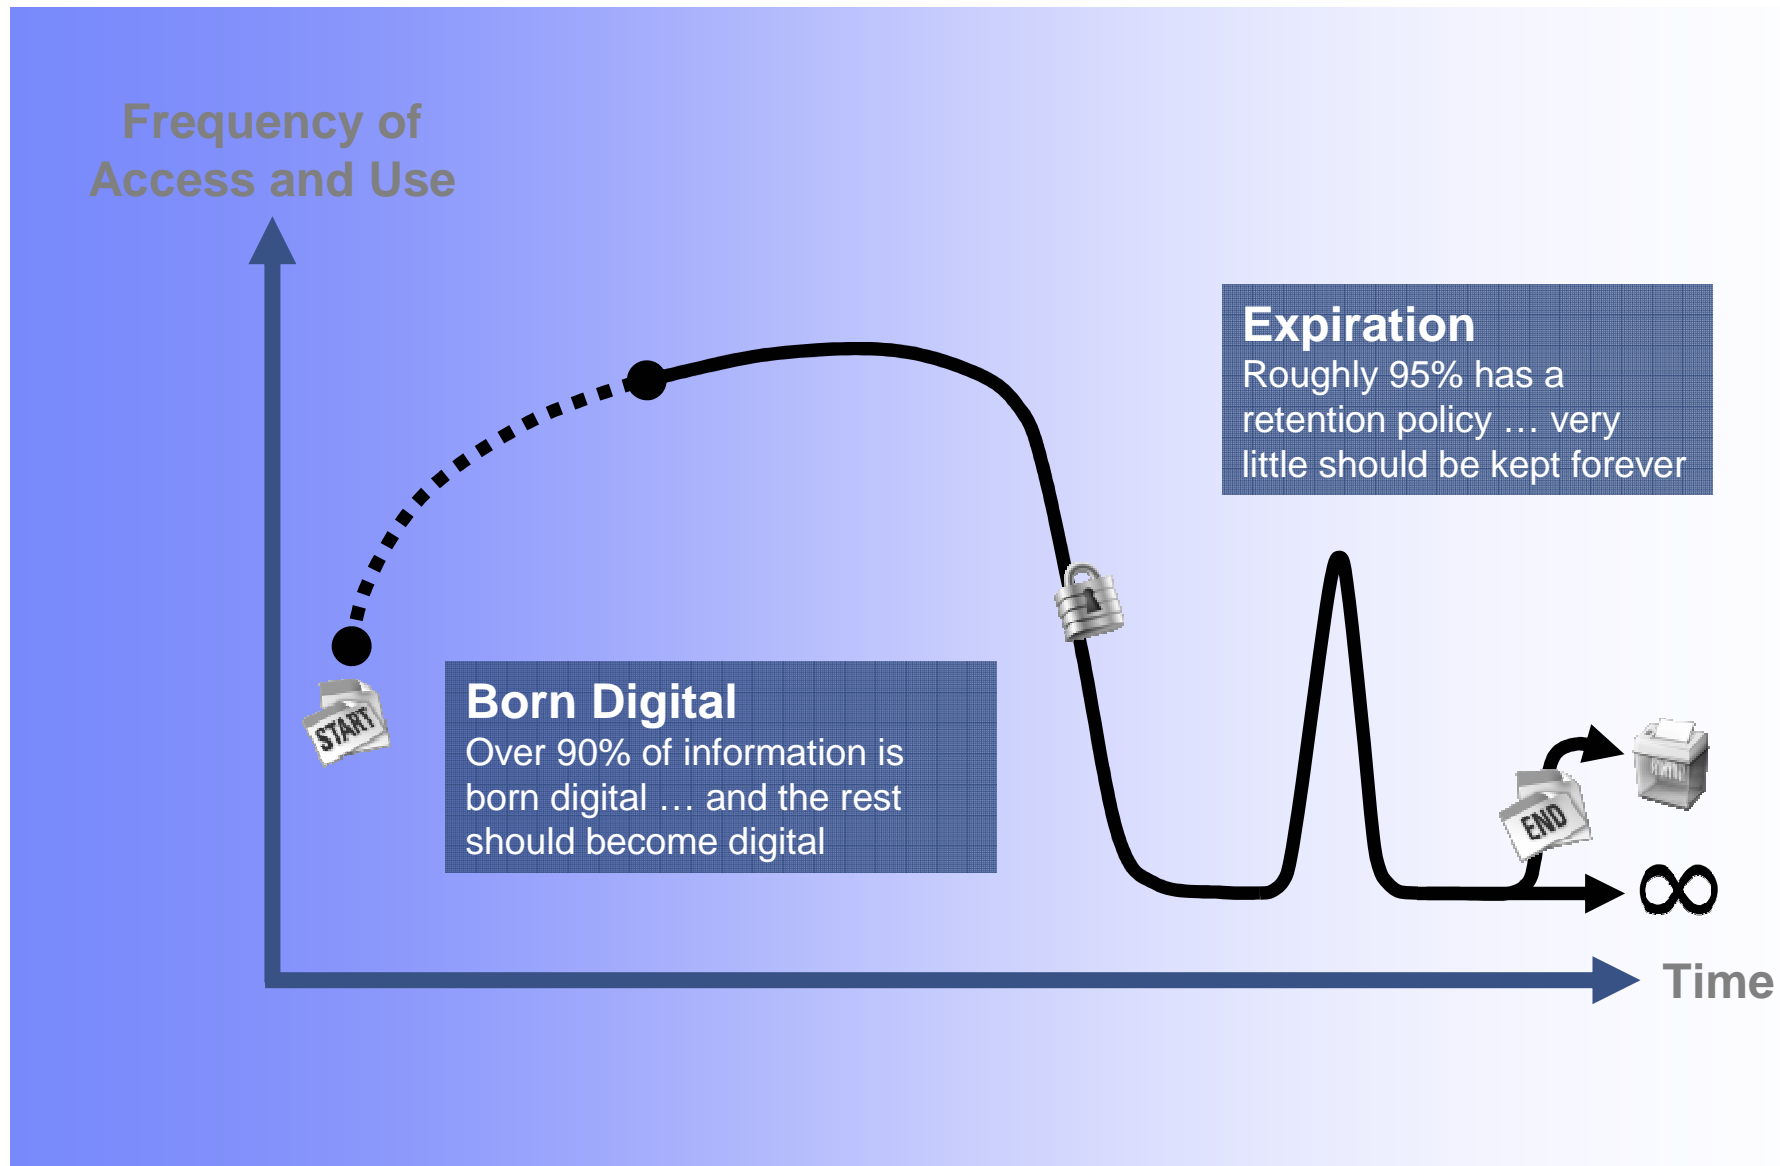 Frequency of
Access and Use
Expiration
Roughly 95% has a
retention policy … very
little should be kept forever
START
Born Digital
Over 90% of information is
born digital … and the rest
should become digital
END
∞
Time